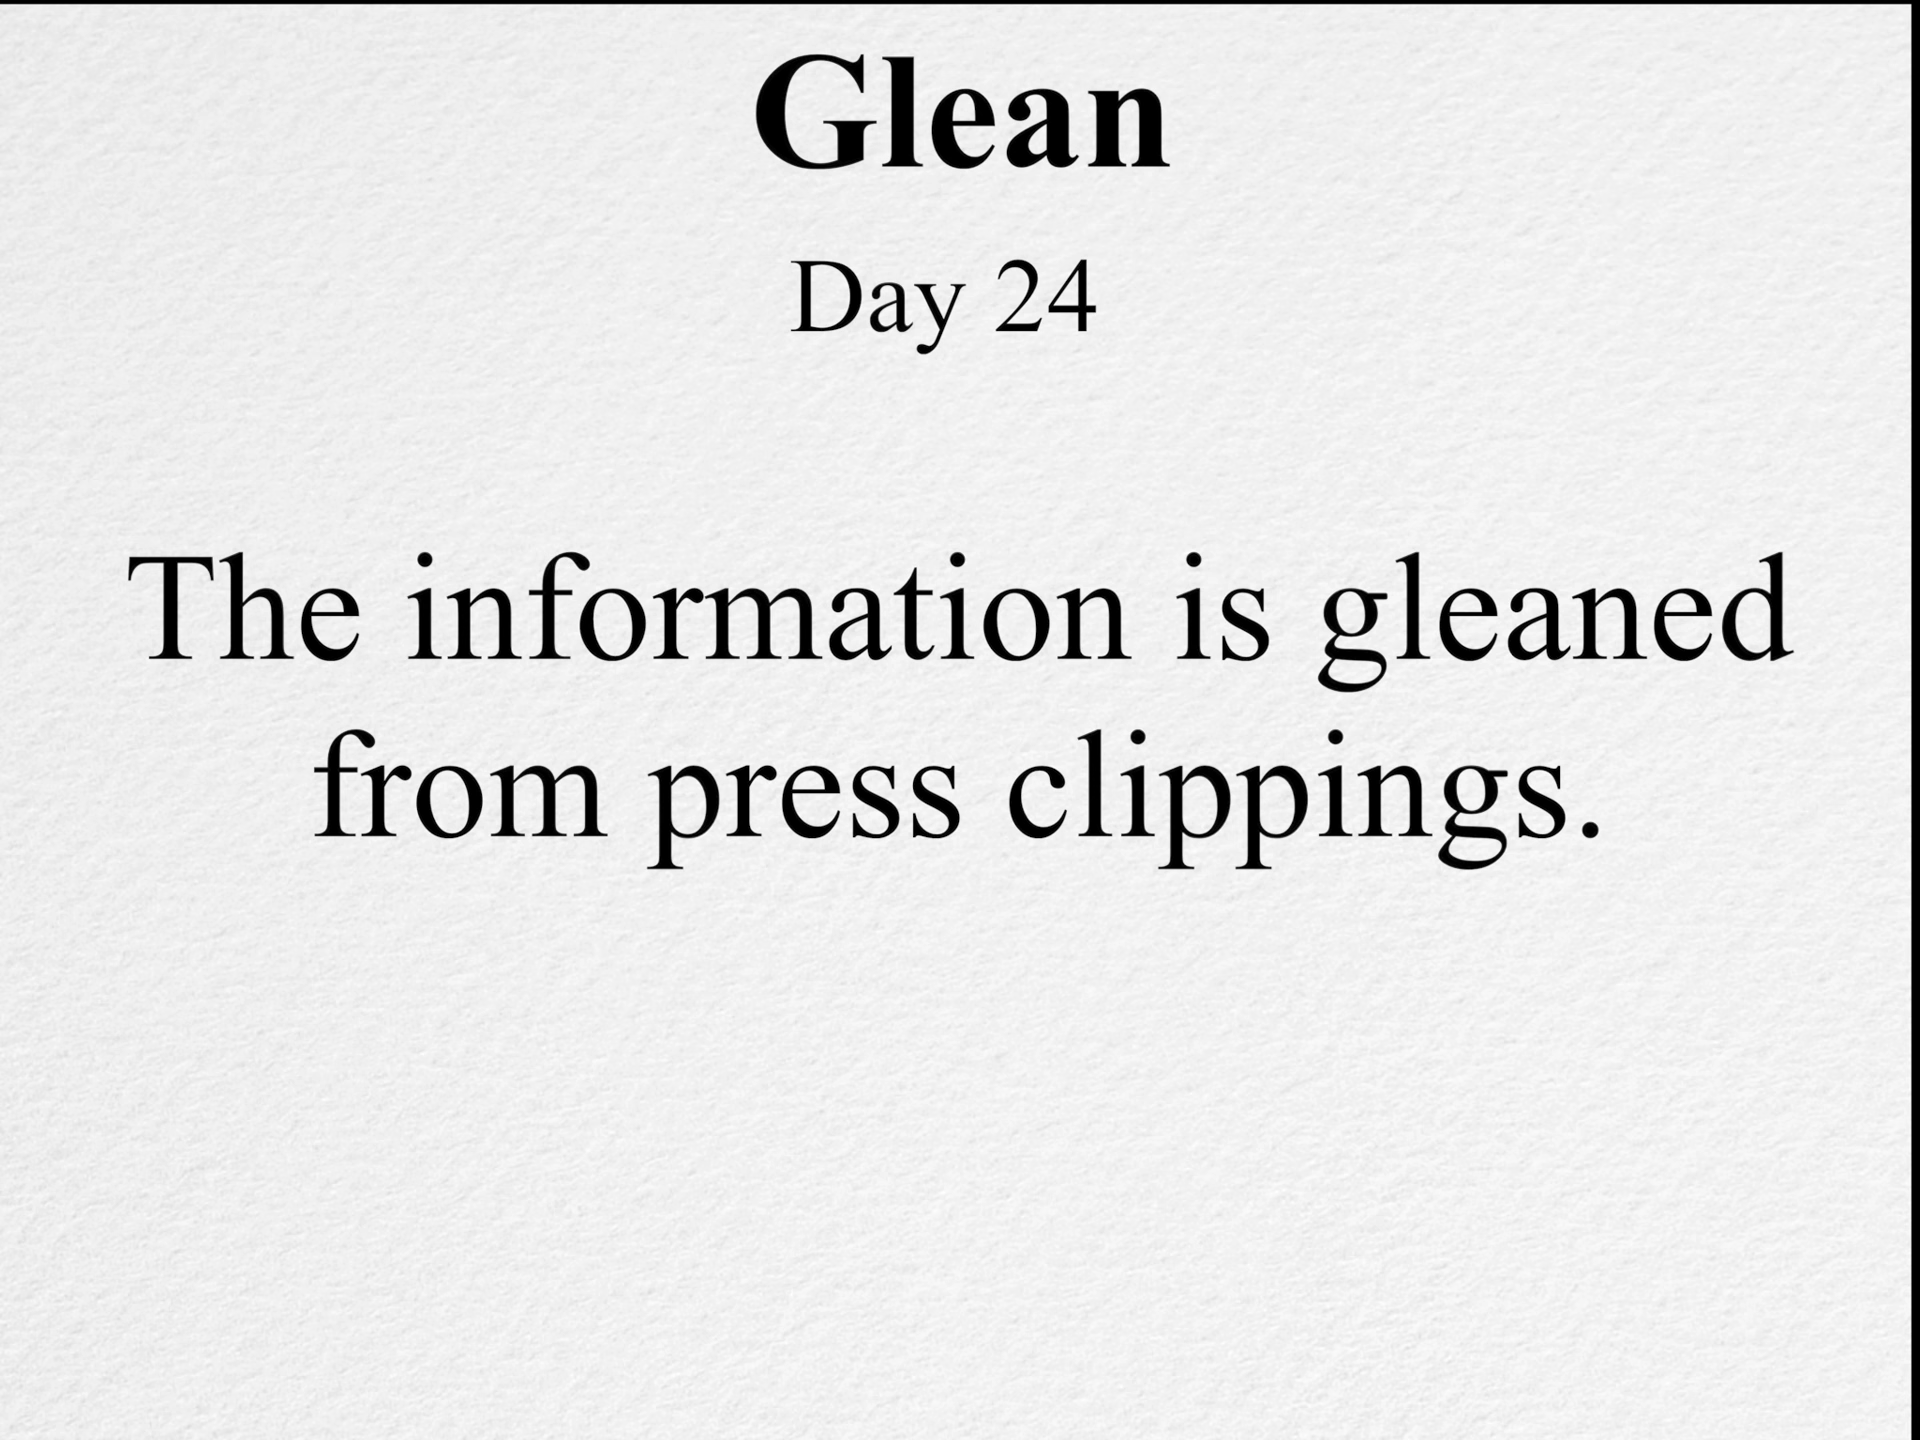 Glean
Day 24
The information is gleaned
from press clippings.